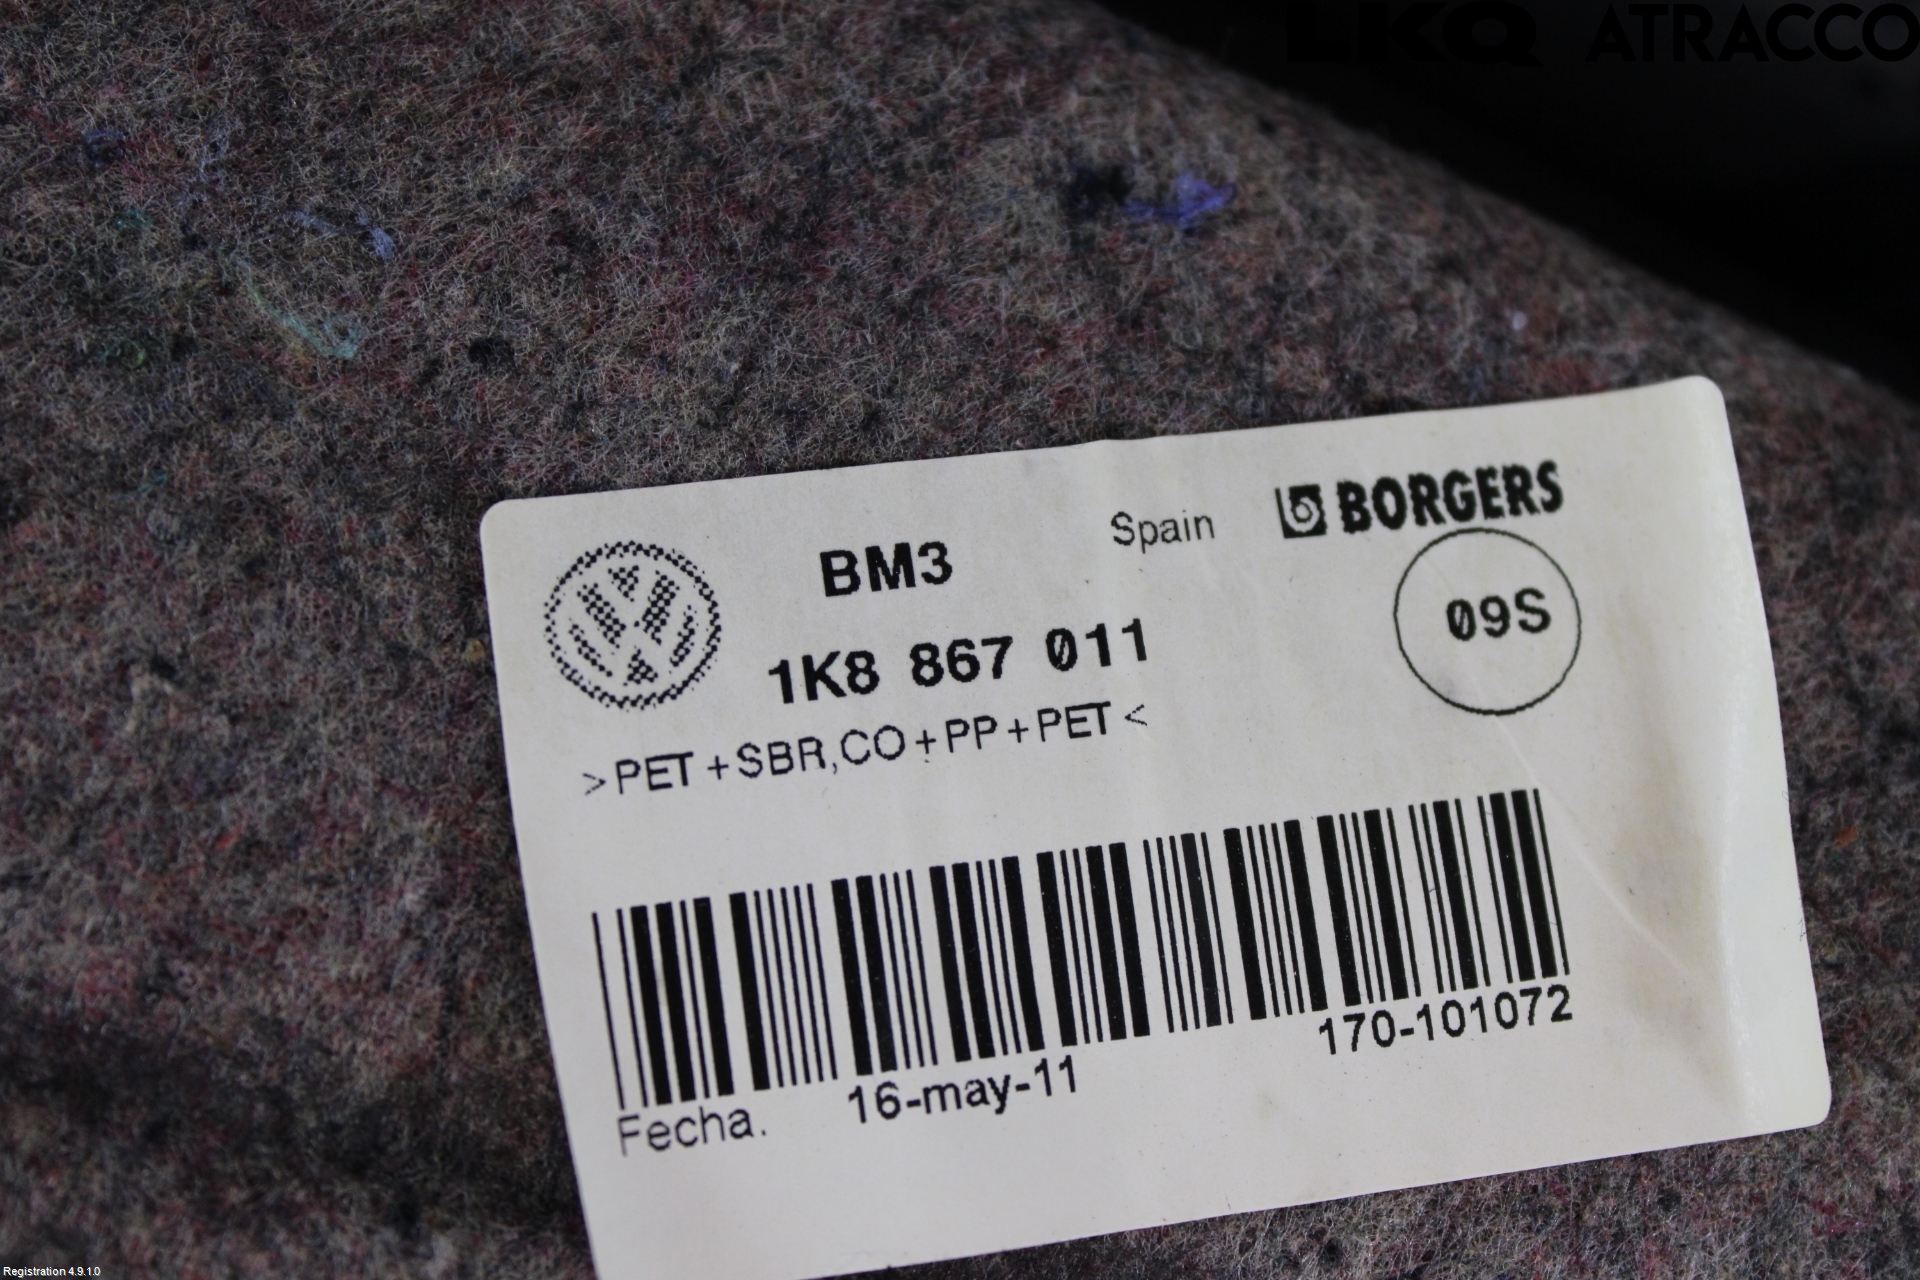 LKQ ATRACCO
Spain BORGERS
BM3
09S
1K8 867 011
>PET+SBR,CO+PP+PET<
170-101072
Fecha. 16-may-11
Registration 4.9.1.0